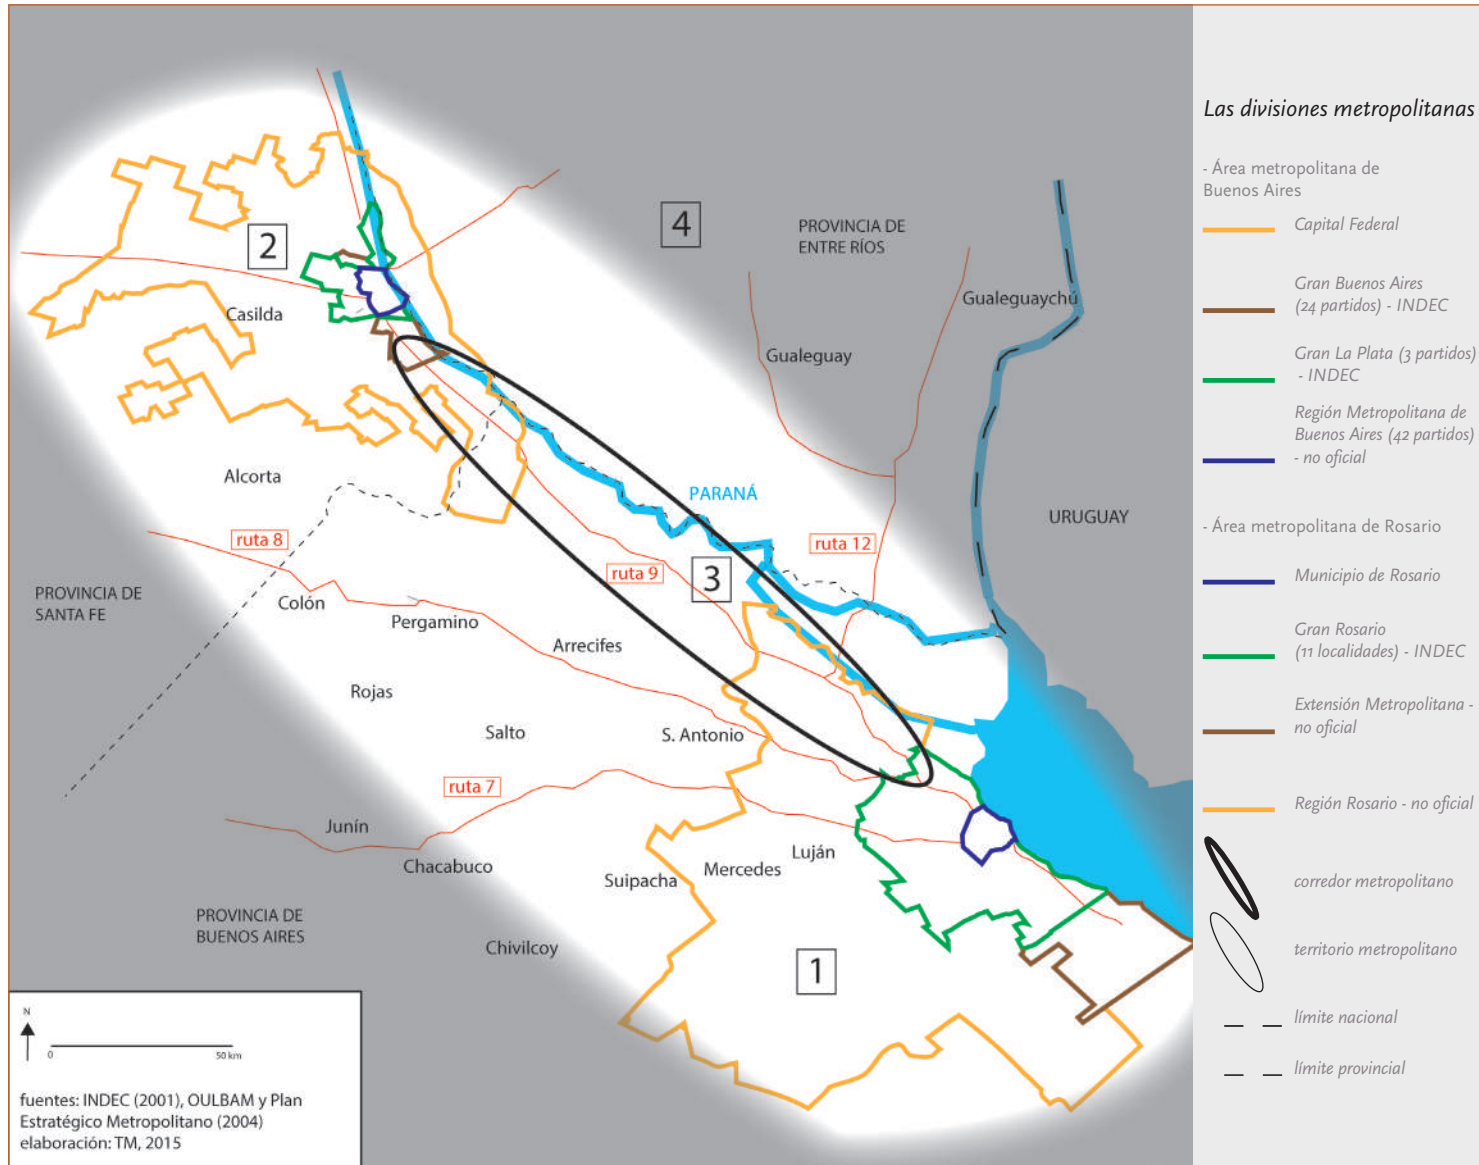 2
4
PROVINCIA DE
ENTRE RÍOS
Gualeguaychú
Casilda
Gualeguay
Alcorta
PARANÁ
URUGUAY
ruta 8
ruta 12
ruta 9
3
PROVINCIA DE
SANTA FE
Colón
Pergamino
Arrecifes
Rojas
Salto
S. Antonio
ruta 7
Junín
Chacabuco
Suipacha
Mercedes
Luján
PROVINCIA DE
BUENOS AIRES
Chivilcoy
1
N
0
50 km
fuentes: INDEC (2001), OULBAM y Plan
Estratégico Metropolitano (2004)
elaboración: TM, 2015
Las divisiones metropolitanas
- Área metropolitana de
Buenos Aires
Capital Federal
Gran Buenos Aires
(24 partidos) - INDEC
Gran La Plata (3 partidos)
- INDEC
Región Metropolitana de
Buenos Aires (42 partidos)
- no oficial
- Área metropolitana de Rosario
Municipio de Rosario
Gran Rosario
(11 localidades) - INDEC
Extensión Metropolitana -
no oficial
Región Rosario - no oficial
corredor metropolitano
territorio metropolitano
límite nacional
límite provincial